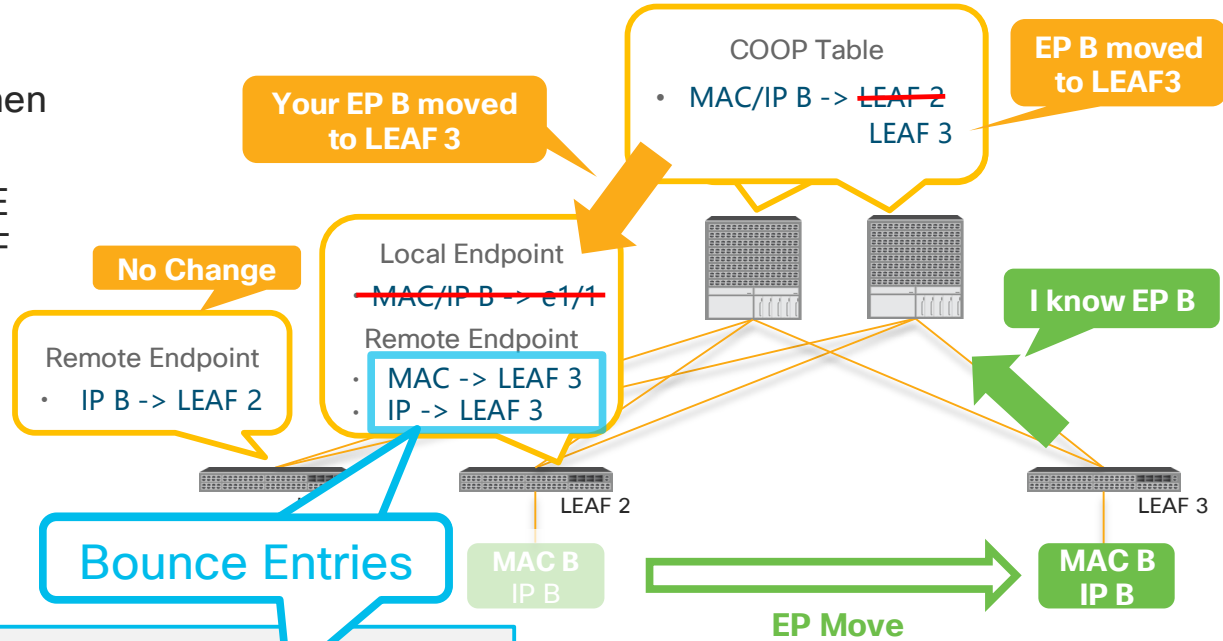 COOP Table
• MAC/IP B -> LEAF 2
LEAF 3
EP B moved
to LEAF3
Your EP B moved
to LEAF 3
No Change
Remote Endpoint
• IP B -> LEAF 2
Local Endpoint
MAC/IP B -> e1/1
Remote Endpoint
• MAC -> LEAF 3
• IP -> LEAF 3
I know EP B
LEAF 2
LEAF 3
Bounce Entries
MAC B
IP B
MAC B
IP B
EP Move